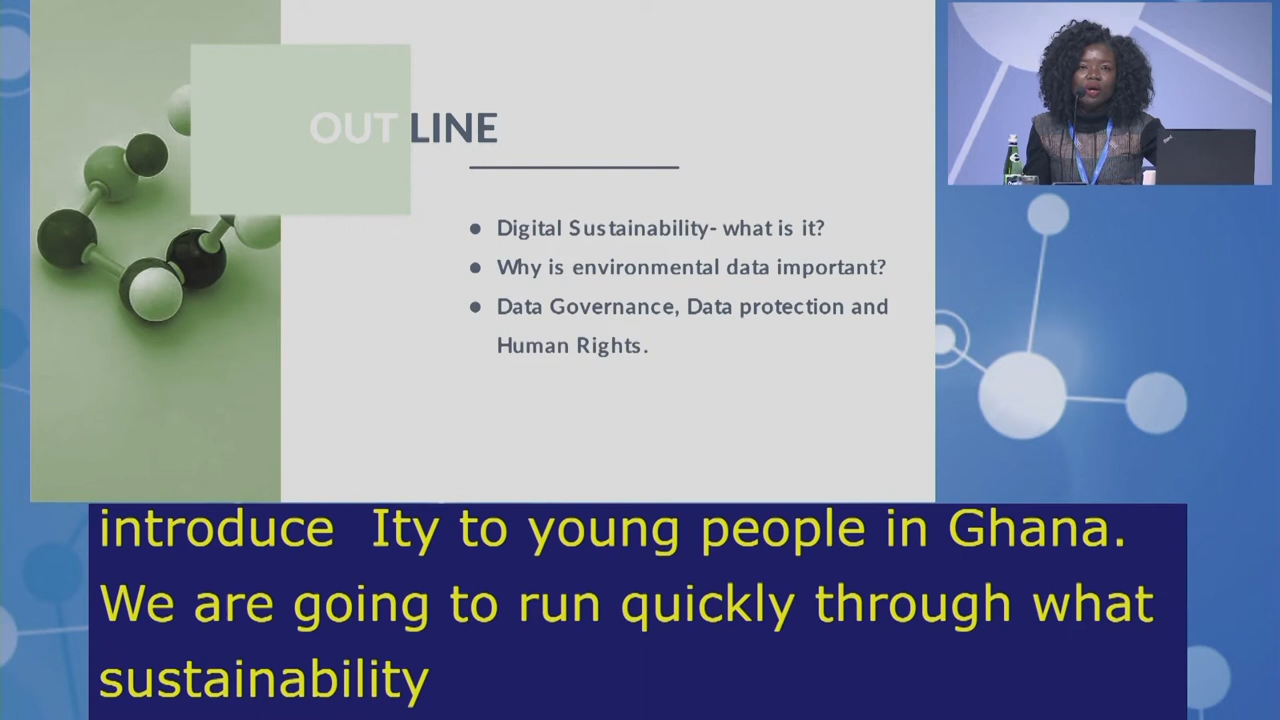 OUT LINE
Digital Sustainability- what is it?
Why is environmental data important?
Data Governance, Data protection and
Human Rights.
introduce Ity to young people in Ghana.
We are going to run quickly through what
sustainability